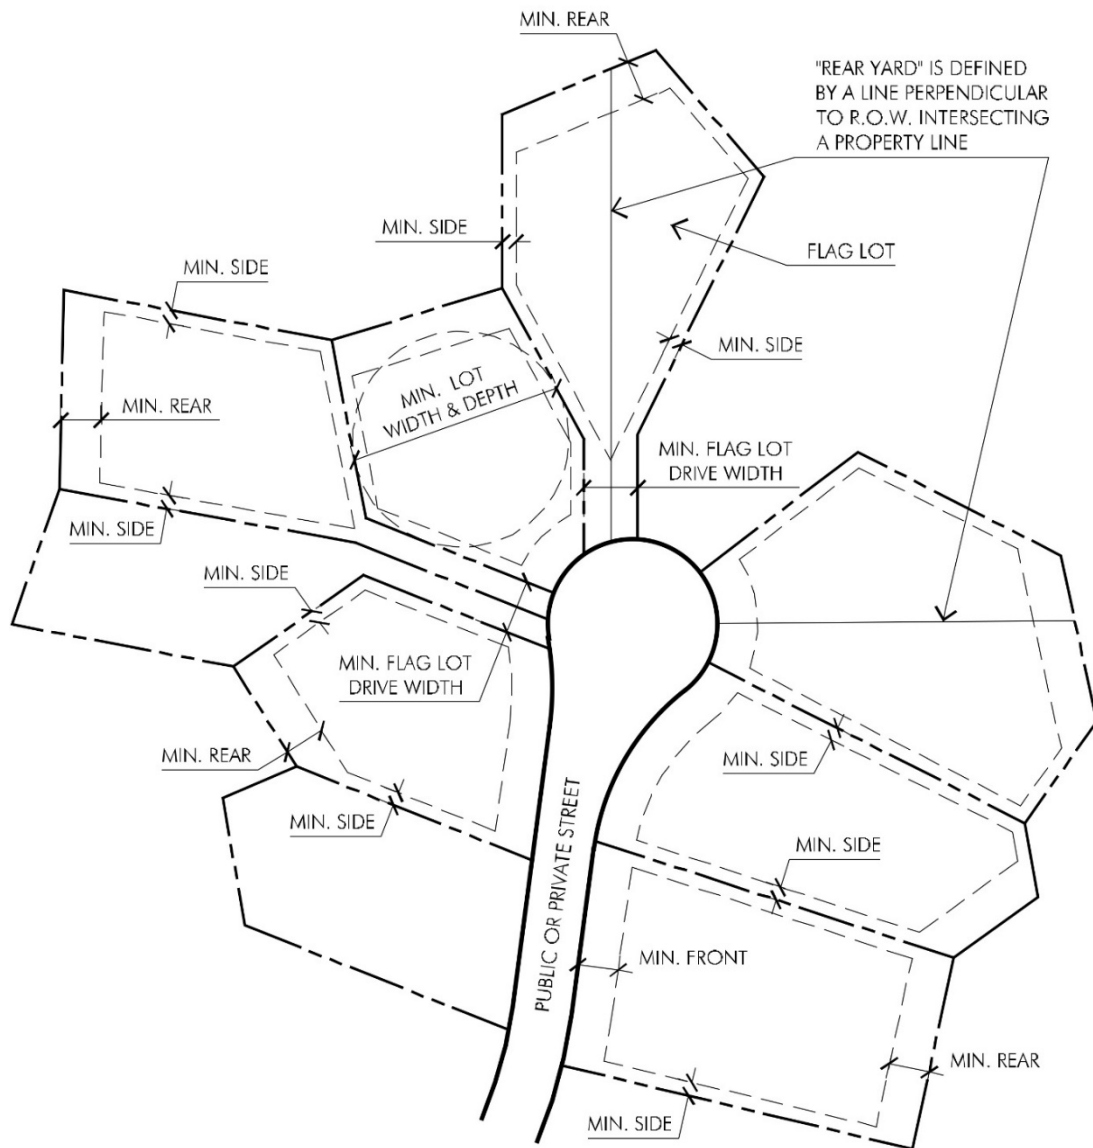 MIN. REAR
"REAR YARD" IS DEFINED
BY A LINE PERPENDICULAR
TO R.O.W. INTERSECTING
A PROPERTY LINE
MIN. SIDE
FLAG LOT
MIN. SIDE
MIN. SIDE
MIN. LOT
WIDTH & DEPTH
MIN. REAR
MIN. FLAG LOT
DRIVE WIDTH
MIN. SIDE
MIN. SIDE
MIN. FLAG LOT
DRIVE WIDTH
MIN. REAR
MIN. SIDE
MIN. SIDE
MIN. SIDE
PUBLIC OR PRIVATE STREET
MIN. FRONT
MIN. REAR
MIN. SIDE